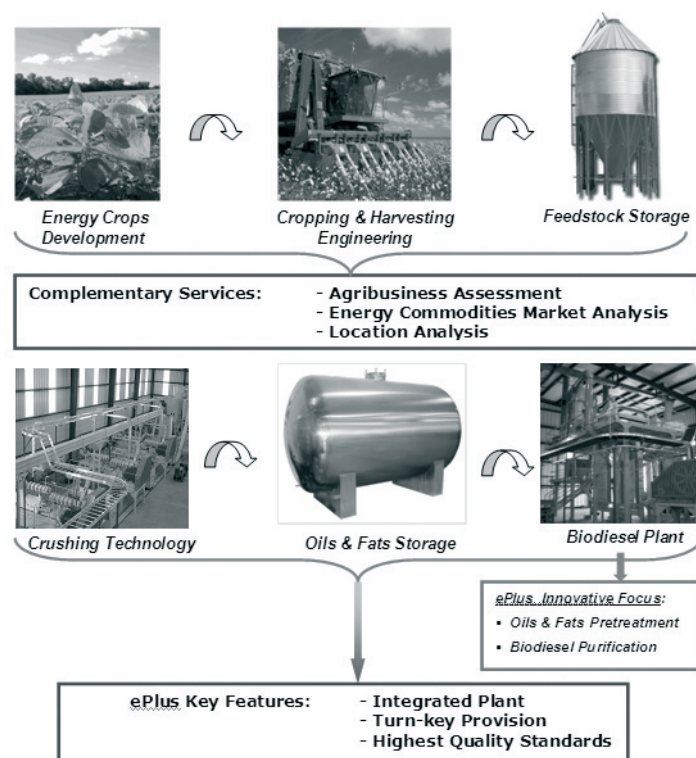 Energy Crops
Development
Cropping & Harvesting
Engineering
Feedstock Storage
Complementary Services:
- Agribusiness Assessment
- Energy Commodities Market Analysis
- Location Analysis
Crushing Technology
Oils & Fats Storage
Biodiesel Plant
ePlus Innovative Focus:
▪ Oils & Fats Pretreatment
▪ Biodiesel Purification
ePlus Key Features:
- Integrated Plant
- Turn-key Provision
- Highest Quality Standards